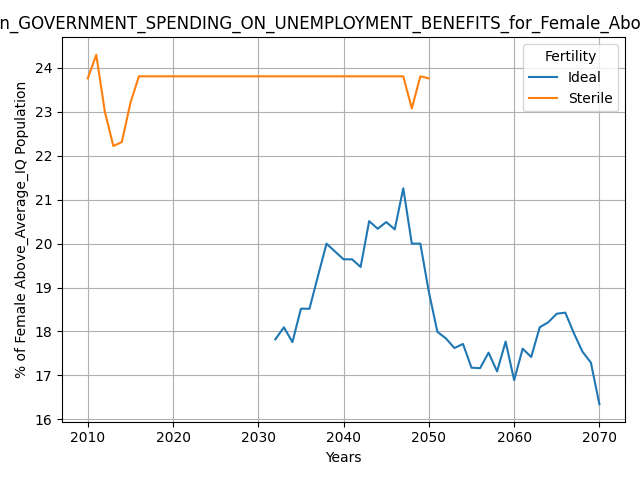 n_GOVERNMENT_SPENDING_ON_UNEMPLOYMENT_BENEFITS_for_Female_Abo
Fertility
Ideal
Sterile
% of Female Above_Average_IQ Population
24
23
22
21
20
19
18
17
16
2010 2020 2030 2040 2050 2060 2070
Years